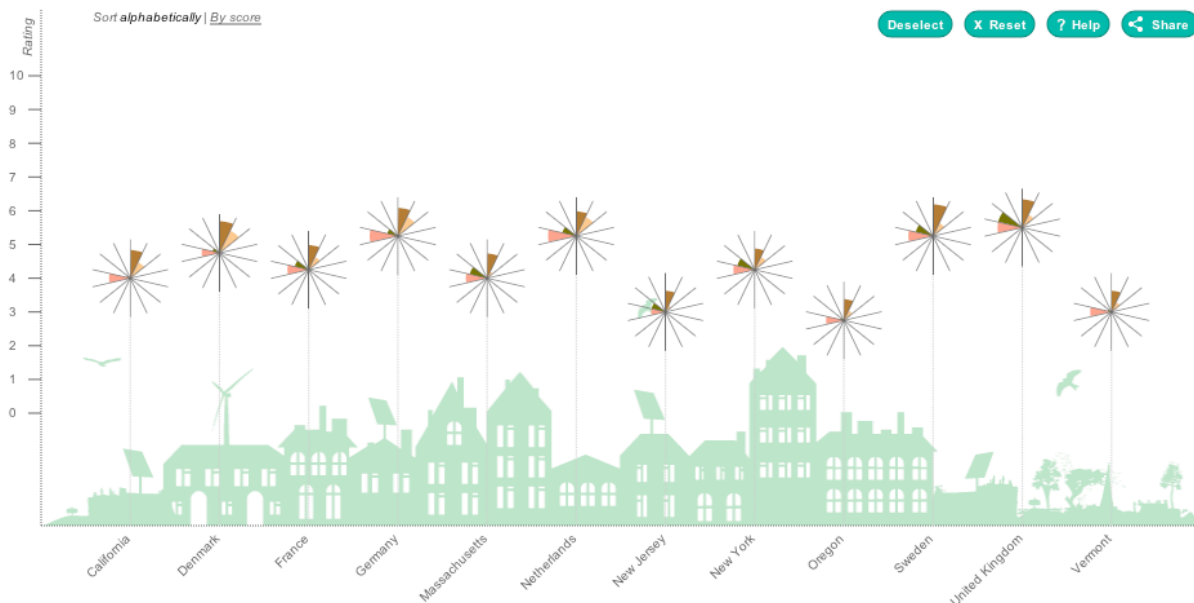 Sort alphabetically | By score
Deselect
X Reset
? Help
Share
Rating
10
9
8
7
6
5
4
3
2
1
0
California
Denmark
France
Germany
Massachusetts
Netherlands
New Jersey
New York
Oregon
Sweden
United Kingdom
Vermont